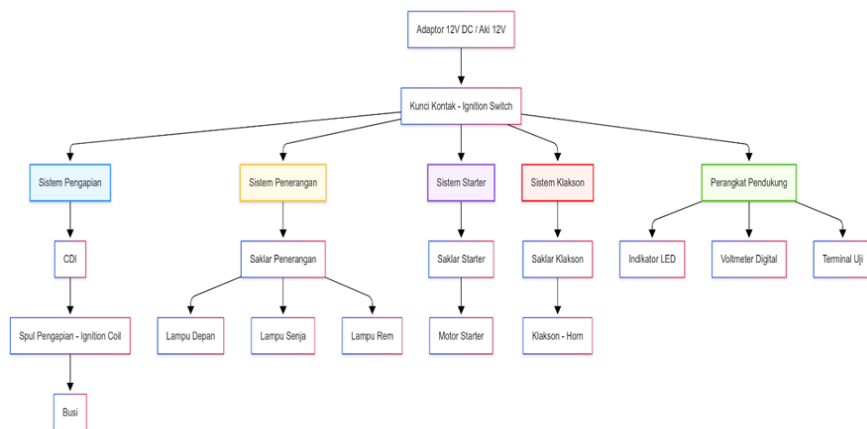 Adaptor 12V DC / Aki 12V
Kunci Kontak - Ignition Switch
Sistem Pengapian
Sistem Penerangan
Sistem Starter
Sistem Klakson
Perangkat Pendukung
CDI
Saklar Penerangan
Saklar Starter
Saklar Klakson
Indikator LED
Voltmeter Digital
Terminal Uji
Spul Pengapian - Ignition Coil
Lampu Depan
Lampu Senja
Lampu Rem
Motor Starter
Klakson - Horn
Busi